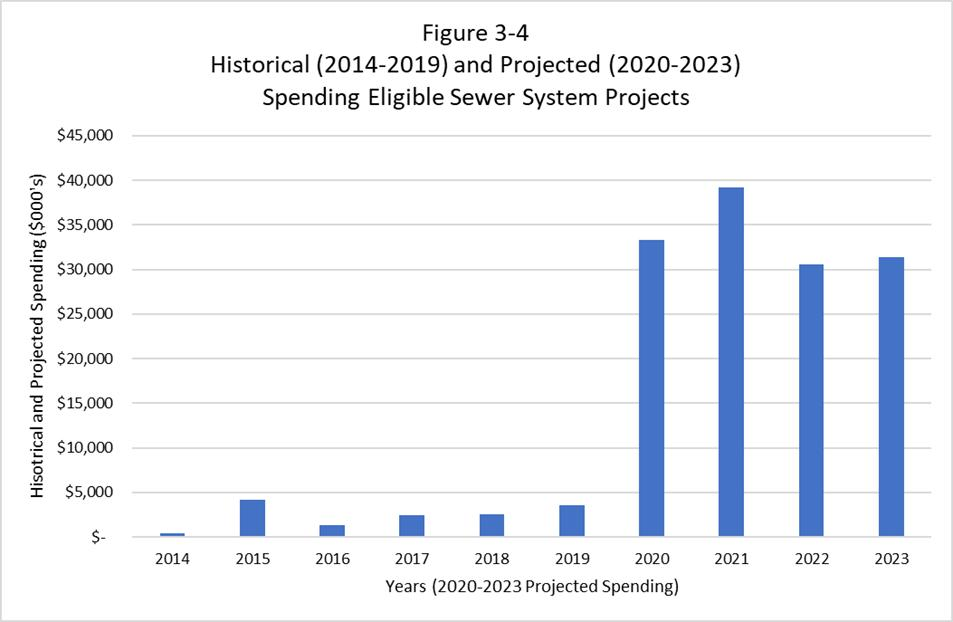 Figure 3-4
Historical (2014-2019) and Projected (2020-2023)
Spending Eligible Sewer System Projects
Hisotrical and Projected Spending ($000's)
$45,000
$40,000
$35,000
$30,000
$25,000
$20,000
$15,000
$10,000
$5,000
$-
2014 2015 2016 2017 2018 2019 2020 2021 2022 2023
Years (2020-2023 Projected Spending)